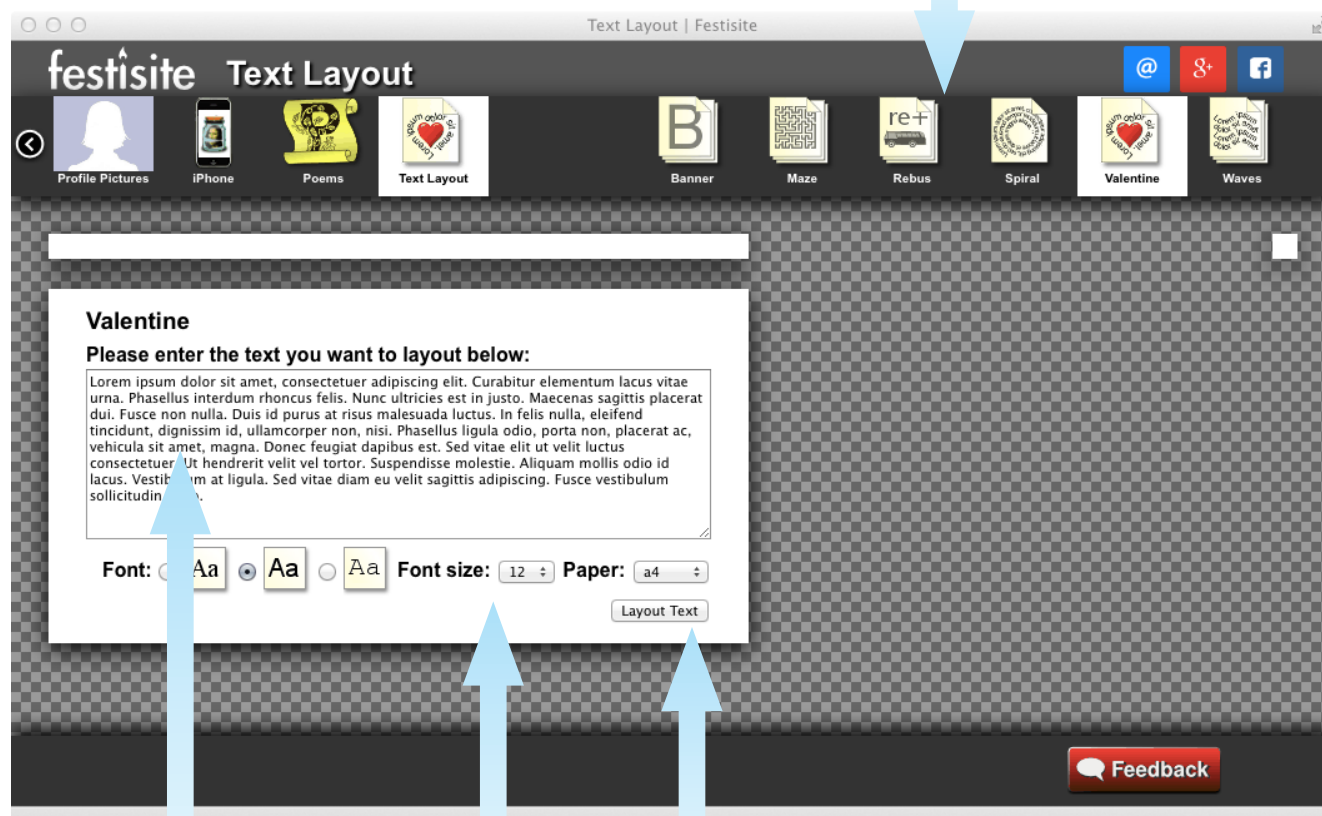 Text Layout | Festisite
festisite Text Layout
@ g+ f
Profile Pictures iPhone Poems Text Layout Banner Maze Rebus Spiral Valentine Waves
B
re+
Valentine
Please enter the text you want to layout below:
Lorem ipsum dolor sit amet, consectetuer adipiscing elit. Curabitur elementum lacus vitae
urna. Phasellus interdum rhoncus felis. Nunc ultricies est in justo. Maecenas sagittis placerat
dui. Fusce non nulla. Duis id purus at risus malesuada luctus. In felis nulla, eleifend
tincidunt, dignissim id, ullamcorper non, nisi. Phasellus ligula odio, porta non, placerat ac,
vehicula sit amet, magna. Donec feugiat dapibus est. Sed vitae elit ut velit luctus
consectetuer. Ut hendrerit velit vel tortor. Suspendisse molestie. Aliquam mollis odio id
lacus. at ligula. Sed vitae diam eu velit sagittis adipiscing. Fusce vestibulum
sollicitudin
Font: Aa Aa Aa Font size: 12 Paper: a4
Layout Text
Feedback